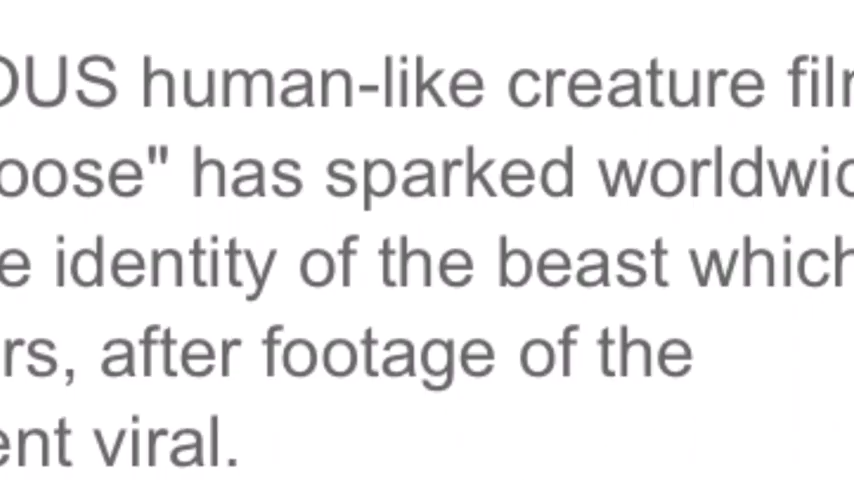 OUS human-like creature film
oose" has sparked worldwid
e identity of the beast which
rs, after footage of the
ent viral.